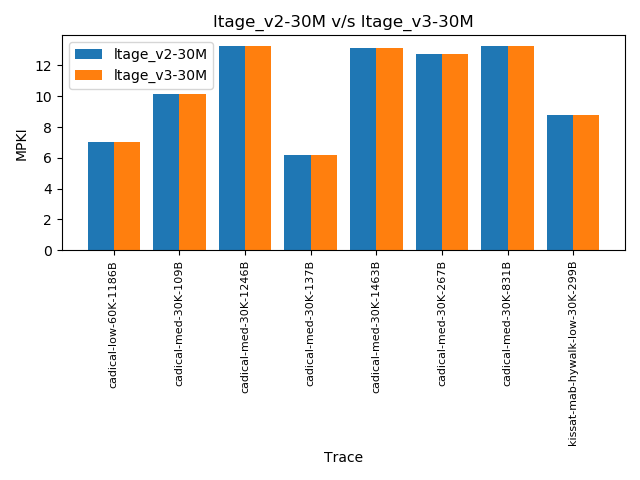 ltage_v2-30M v/s ltage_v3-30M
ltage_v2-30M
ltage_v3-30M
MPKI
12
10
8
6
4
2
0
cadical-low-60K-1186B
cadical-med-30K-109B
cadical-med-30K-1246B
cadical-med-30K-137B
cadical-med-30K-1463B
cadical-med-30K-267B
cadical-med-30K-831B
kissat-mab-hywalk-low-30K-299B
Trace